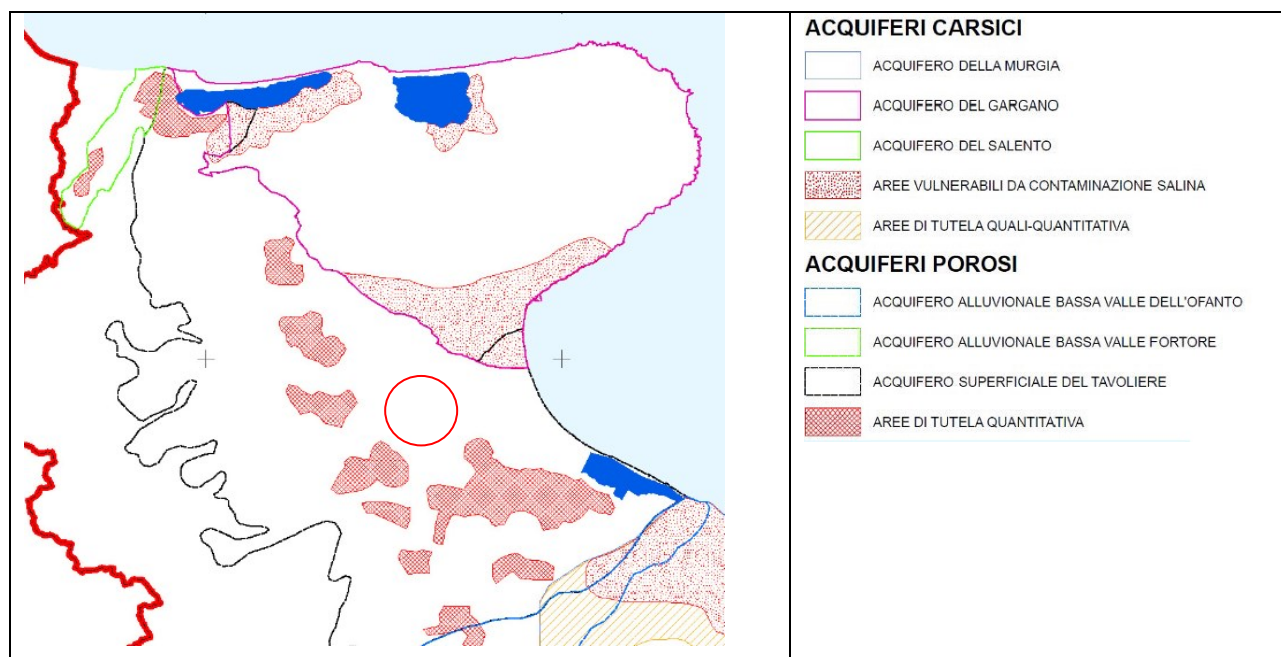 ACQUIFERI CARSICI
ACQUIFERO DELLA MURGIA
ACQUIFERO DEL GARGANO
ACQUIFERO DEL SALENTO
AREE VULNERABILI DA CONTAMINAZIONE SALINA
AREE DI TUTELA QUALI-QUANTITATIVA
ACQUIFERI POROSI
ACQUIFERO ALLUVIONALE BASSA VALLE DELL'OFANTO
ACQUIFERO ALLUVIONALE BASSA VALLE FORTORE
ACQUIFERO SUPERFICIALE DEL TAVOLIERE
AREE DI TUTELA QUANTITATIVA